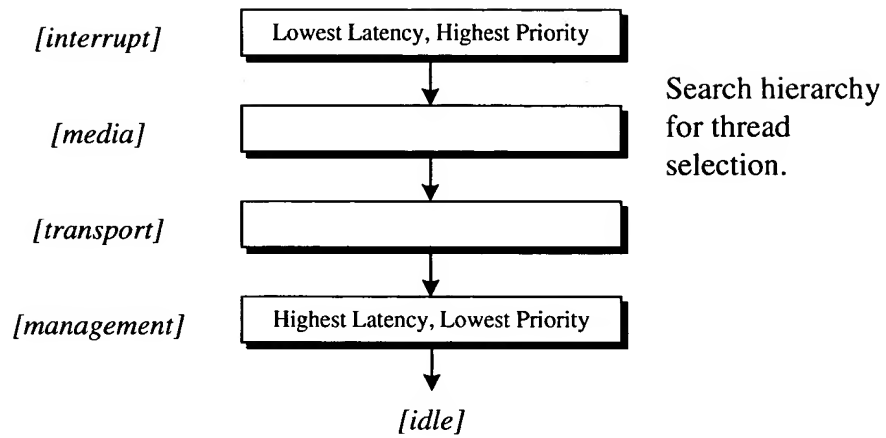 [interrupt]
Lowest Latency, Highest Priority
Search hierarchy
for thread
selection.
[media]
[transport]
[management]
Highest Latency, Lowest Priority
[idle]